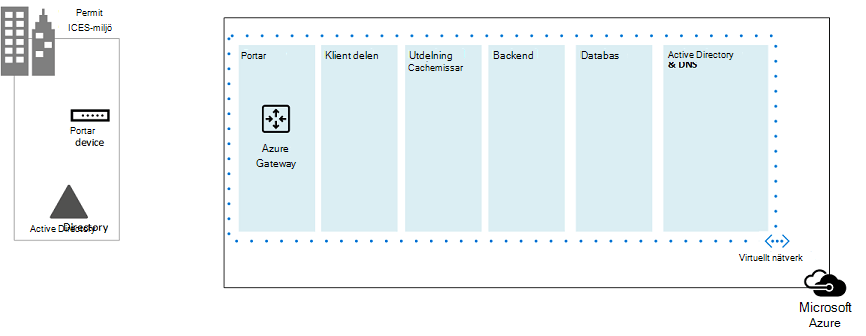 Permit
ICES-miljö
Portar
device
Active Directory
Directory
Portar
Klient delen
Utdelning
Cachemissar
Backend
Databas
Active Directory
& DNS
Azure
Gateway
Virtuellt nätverk
Microsoft
Azure